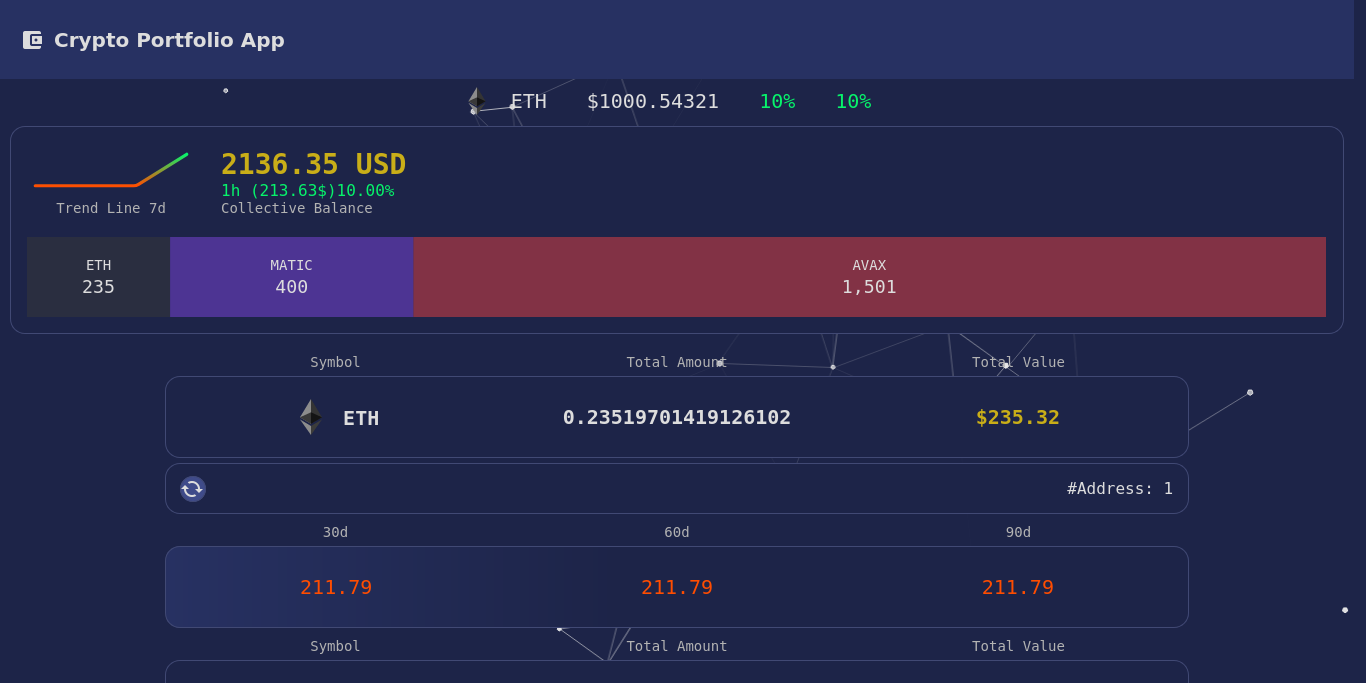 Crypto Portfolio App
ETH $1000.54321 10% 10%
2136.35 USD
1h (213.63$)10.00%
Trend Line 7d Collective Balance
ETH MATIC AVAX
235 400 1,501
Symbol Total Amount Total Value
ETH 0.23519701419126102 $235.32
#Address: 1
30d 60d 90d
211.79 211.79 211.79
Symbol Total Amount Total Value